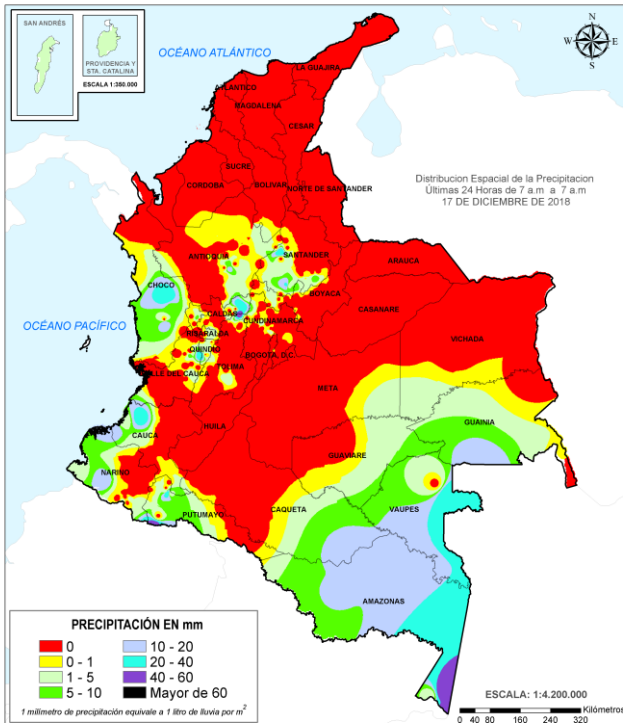 SAN ANDRÉS
PROVIDENCIA Y
STA. CATALINA
ESCALA 1:350.000
OCÉANO ATLÁNTICO
N
W
E
S
LA GUAJIRA
ATLANTICO
MAGDALENA
CESAR
Distribucion Espacial de la Precipitacion
Últimas 24 Horas de 7 a.m a 7 a.m
17 DE DICIEMBRE DE 2018
SUCRE
CORDOBA
BOLIVAR
NORTE DE SANTANDER
ANTIOQUIA
SANTANDER
ARAUCA
CHOCO
BOYACA
CASANARE
OCÉANO PACÍFICO
CALDAS
CUNDINAMARCA
RISARALDA
VICHADA
QUINDIO
BOGOTA, D.C.
TOLIMA
VALLE DEL CAUCA
META
GUAINIA
CAUCA
HUILA
GUAVIARE
NARIÑO
VAUPES
CAQUETA
PUTUMAYO
AMAZONAS
PRECIPITACIÓN EN mm
0
10 - 20
0 - 1
20 - 40
1 - 5
40 - 60
5 - 10
Mayor de 60
1 milímetro de precipitación equivale a 1 litro de lluvia por m²
ESCALA: 1:4.200.000
Kilómetros
0 40 80 160 240 320